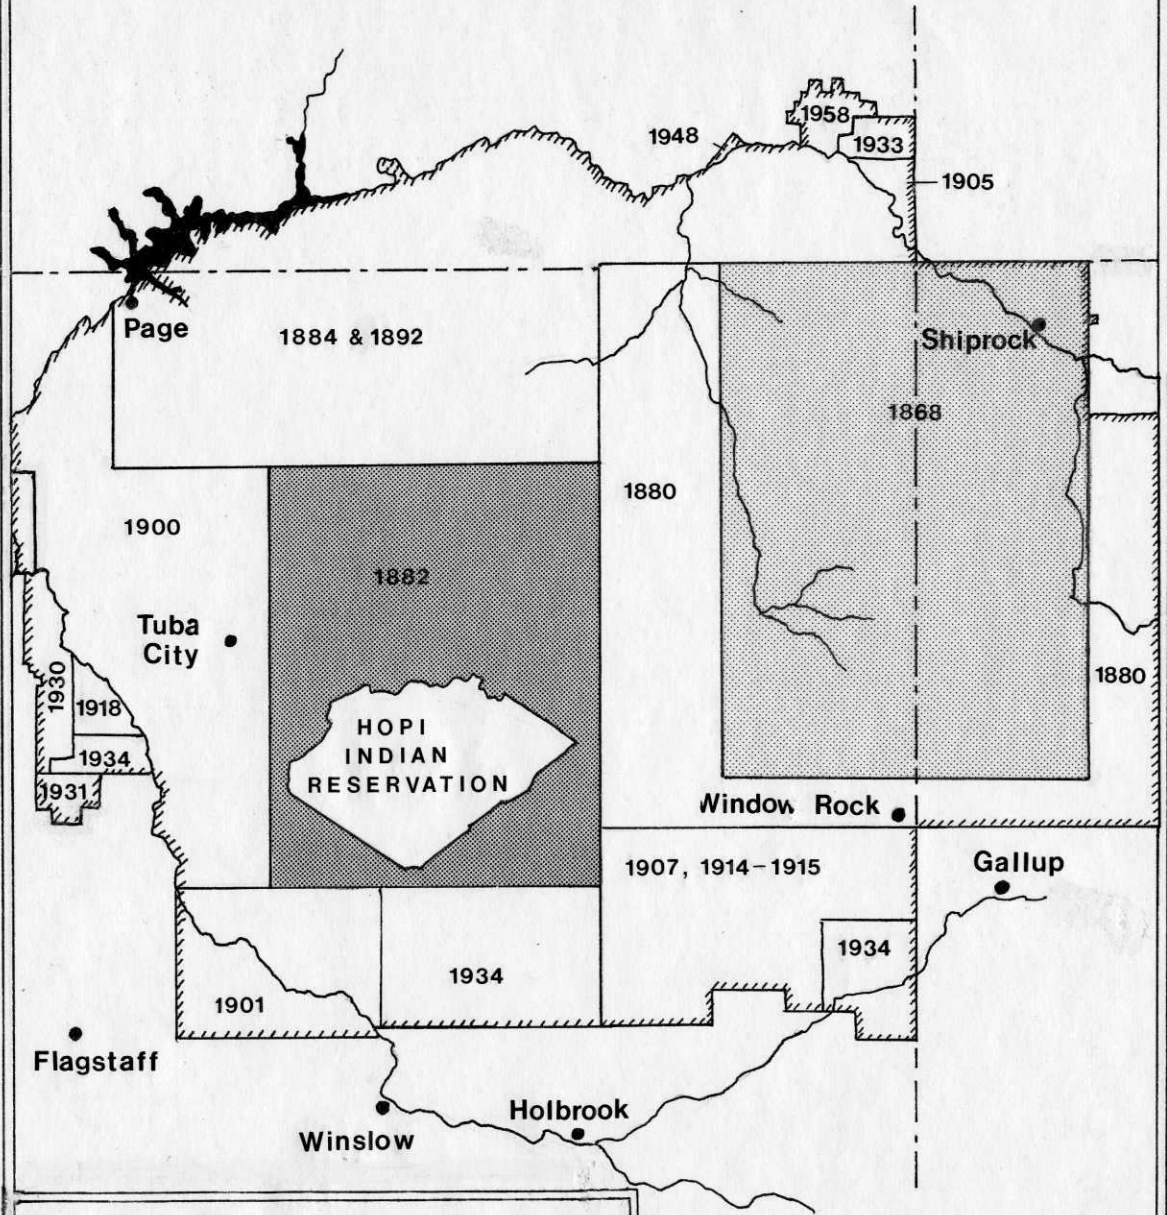 1958
1948
1933
1905
Page
1884 & 1892
Shiprock
1868
1880
1900
1882
Tuba
City
1930
1918
1880
HOPI
INDIAN
RESERVATION
1934
1931
Window Rock
1907, 1914-1915
Gallup
1934
1934
1901
Flagstaff
Holbrook
Winslow